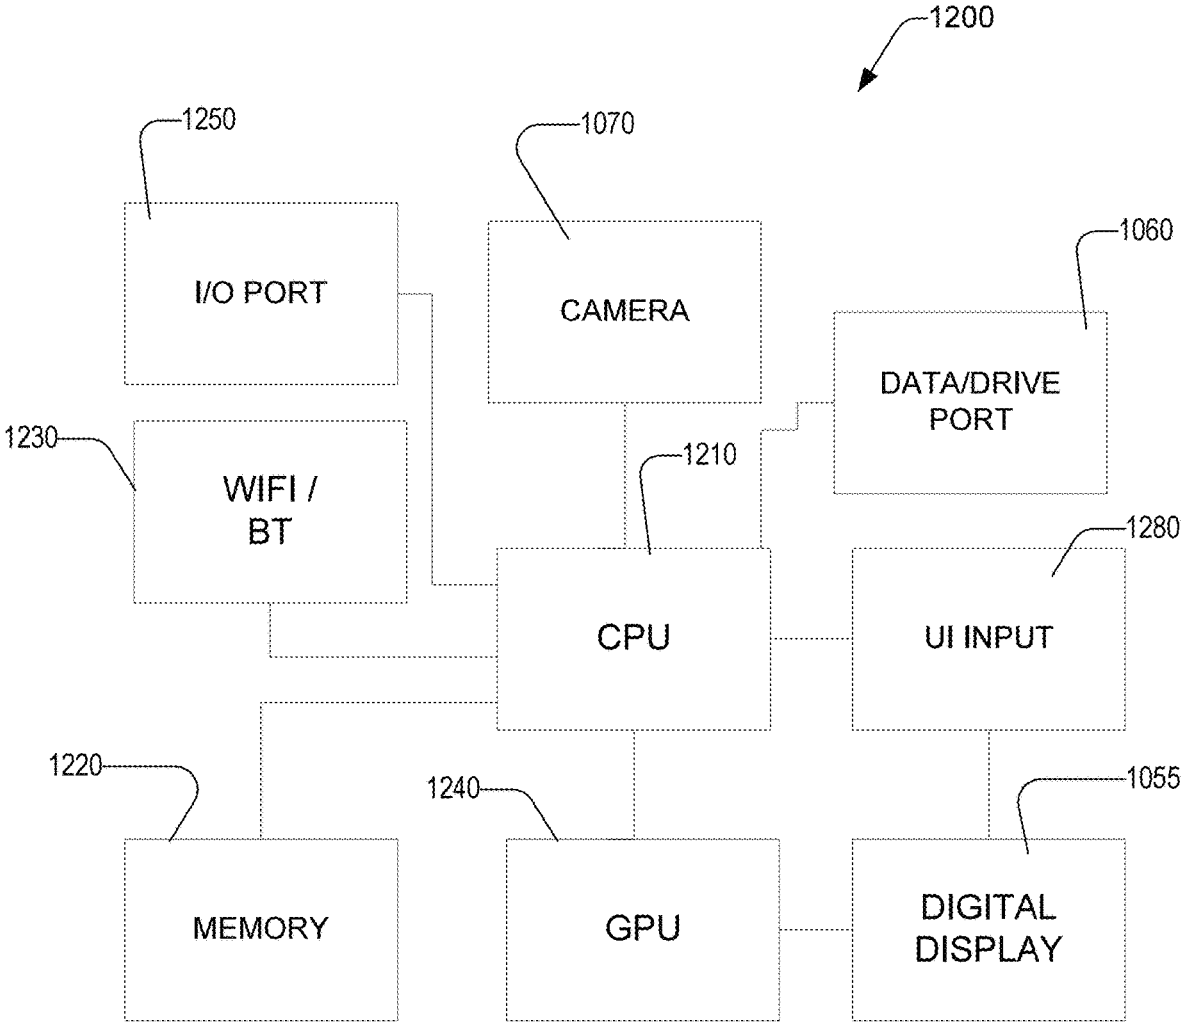 1200
1250
1070
1060
I/O PORT
CAMERA
DATA/DRIVE
PORT
1230
WIFI /
BT
1210
1280
CPU
UI INPUT
1220
1240
1055
MEMORY
GPU
DIGITAL
DISPLAY